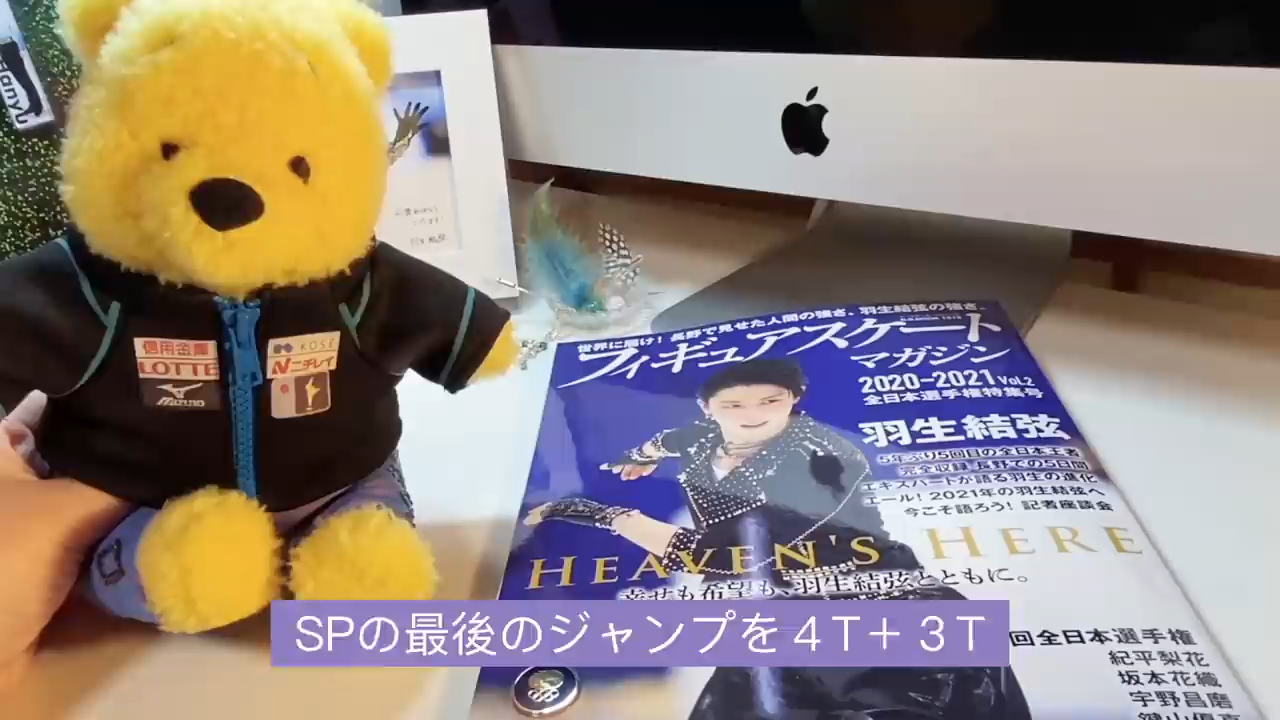 Hanyu
信用金庫
LOTTE
Mizuno
KOSÉ
ニチレイ
世界に届け！長野で見せた人間の強さ。羽生結弦の強さ。
フィギュアスケート
マガジン
2020-2021 Vol.2
全日本選手権特集号
羽生結弦
5年ぶり5回目の全日本王者
完全収録 長野での5日間
エキスパートが語る羽生の進化
エール！2021年の羽生結弦へ
今こそ語ろう！記者座談会
HEAVEN'S HERE
幸せも希望も、羽生結弦とともに。
回全日本選手権
紀平梨花
坂本花織
宇野昌磨
SPの最後のジャンプを４T＋３T